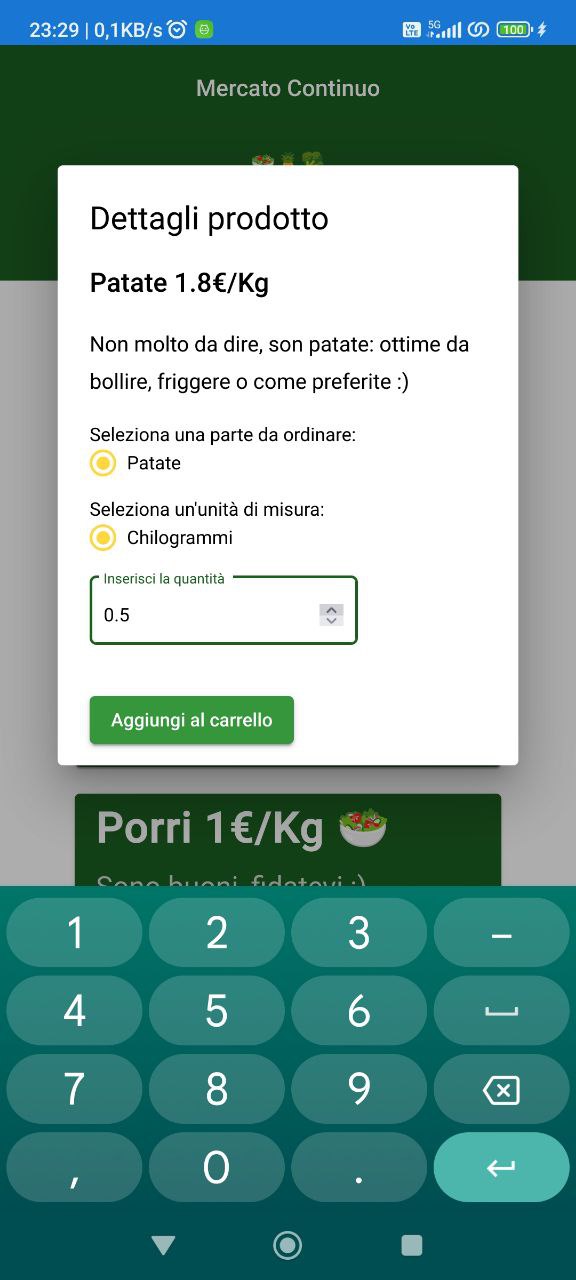 23:29 | 0,1KB/s
Vo LTE 5G 100
Mercato Continuo
Dettagli prodotto
Patate 1.8€/Kg
Non molto da dire, son patate: ottime da
bollire, friggere o come preferite :)
Seleziona una parte da ordinare:
Patate
Seleziona un'unità di misura:
Chilogrammi
Inserisci la quantità
0.5
Aggiungi al carrello
Porri 1€/Kg 🥗
Sono buoni, fidatevi :)
1 2 3 –
4 5 6
7 8 9
, 0 .